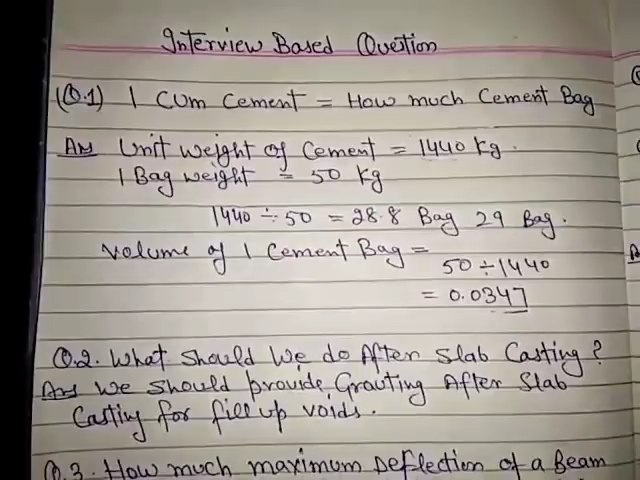 Interview Based Question
(Q.1) 1 cum cement = How much Cement Bag
Ans Unit weight of cement = 1440 kg.
1 Bag weight = 50 kg
1440 ÷ 50 = 28.8 Bag 29 Bag.
Volume of 1 Cement Bag =
50 ÷ 1440
= 0.0347
Q.2. What should we do After Slab Casting?
Ans We should provide Grouting After Slab
Casting for fill up voids.
Q.3. How much maximum Deflection of a Beam